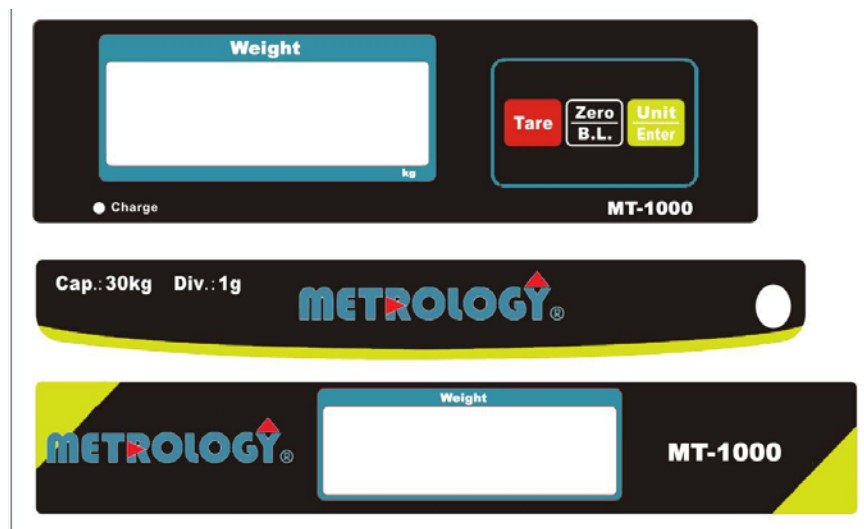 Weight
Tare
Zero
B.L.
Unit
Enter
kg
Charge
MT-1000
Cap.:30kg Div.:1g
METROLOGY®
Weight
METROLOGY®
MT-1000